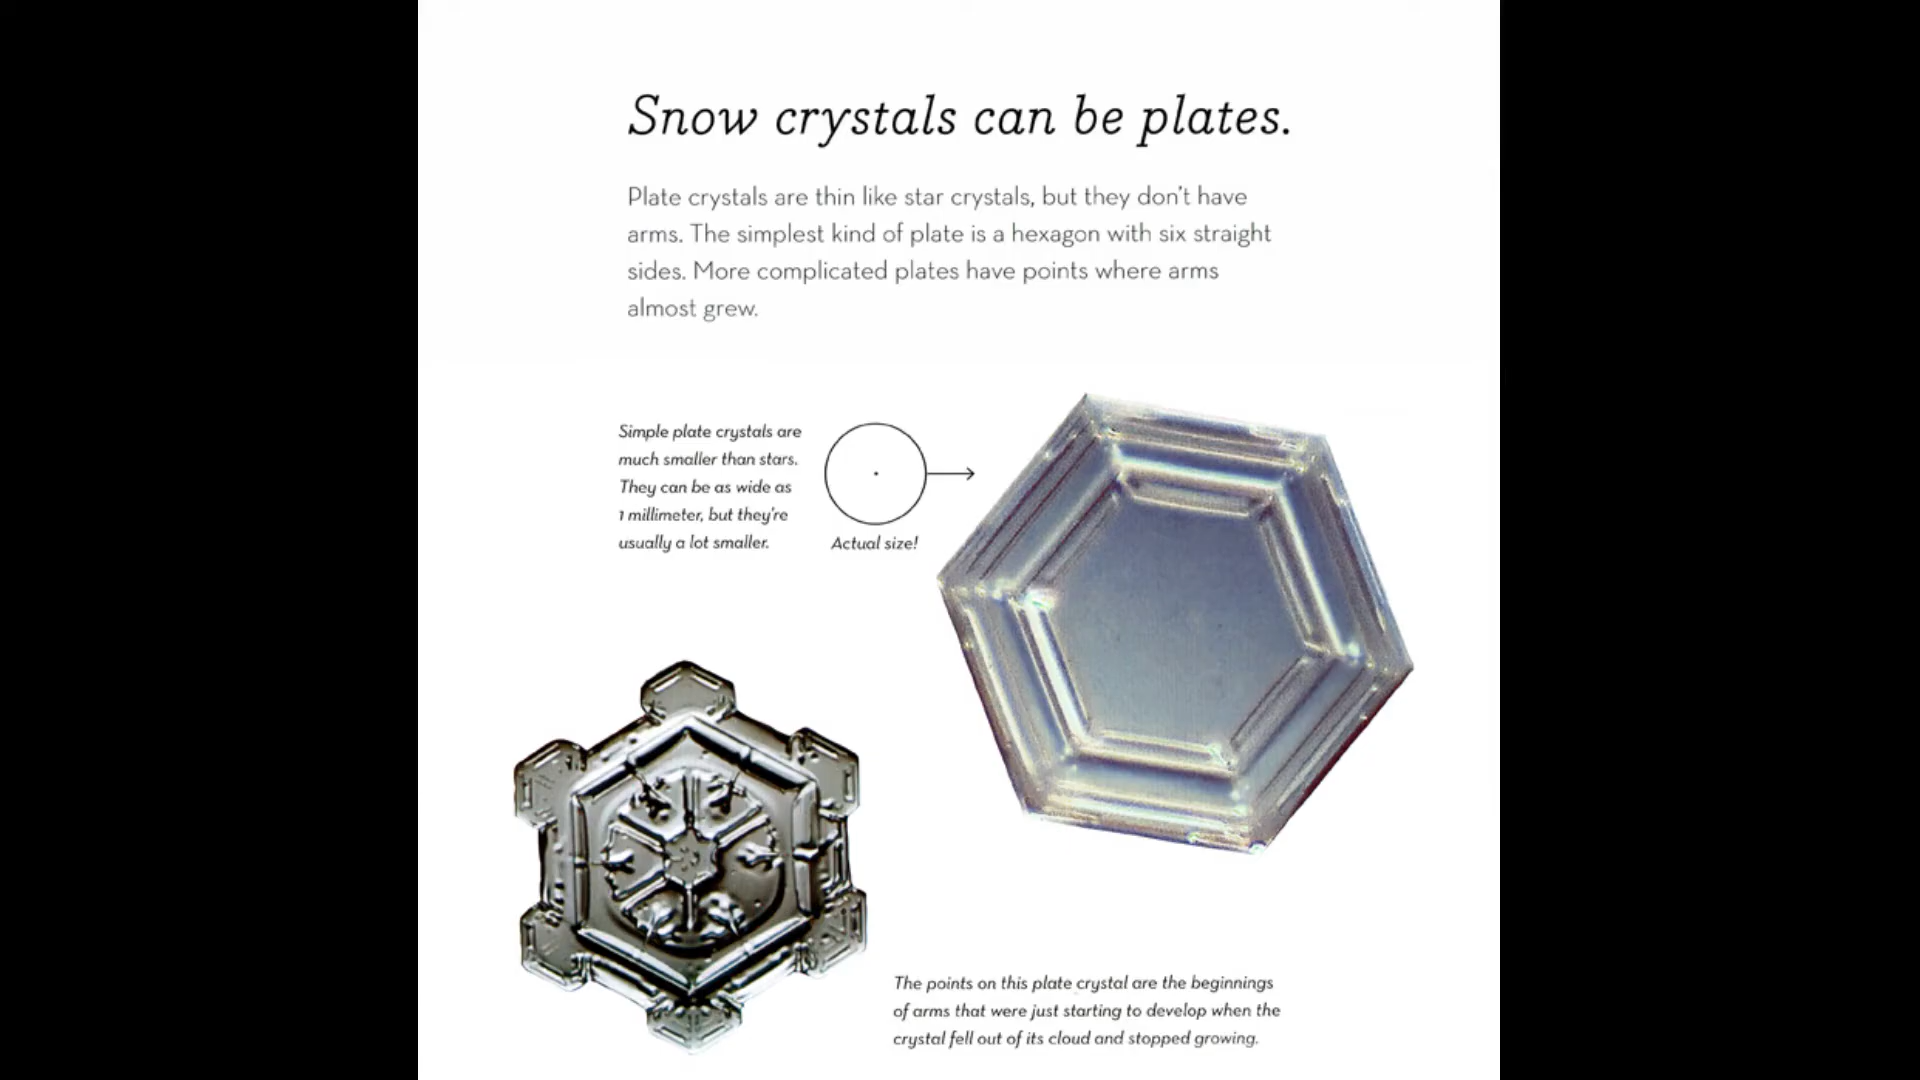 Snow crystals can be plates.
Plate crystals are thin like star crystals, but they don't have
arms. The simplest kind of plate is a hexagon with six straight
sides. More complicated plates have points where arms
almost grew.
Simple plate crystals are
much smaller than stars.
They can be as wide as
1 millimeter, but they're
usually a lot smaller.
Actual size!
The points on this plate crystal are the beginnings
of arms that were just starting to develop when the
crystal fell out of its cloud and stopped growing.